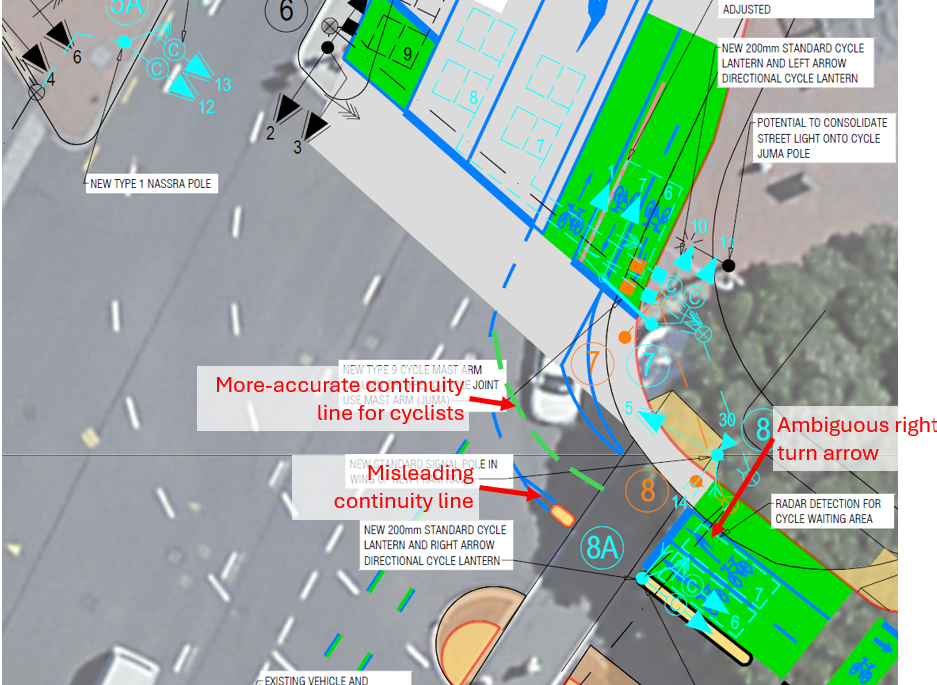 5A
6
ADJUSTED
NEW 200mm STANDARD CYCLE
LANTERN AND LEFT ARROW
DIRECTIONAL CYCLE LANTERN
9
6
4
C
C
13
12
8
2
3
7
POTENTIAL TO CONSOLIDATE
STREET LIGHT ONTO CYCLE
JUMA POLE
NEW TYPE 1 NASSRA POLE
1
7
6
10
11
C
C
7
7
NEW TYPE 9 CYCLE MAST ARM
JOINT
USE MAST ARM (JUMA)
More-accurate continuity
line for cyclists
5
30
8
Ambiguous right
turn arrow
NEW STANDARD SIGNAL POLE IN
Misleading
continuity line
8
14
RADAR DETECTION FOR
CYCLE WAITING AREA
NEW 200mm STANDARD CYCLE
LANTERN AND RIGHT ARROW
DIRECTIONAL CYCLE LANTERN
8A
C
C
7
6
EXISTING VEHICLE AND